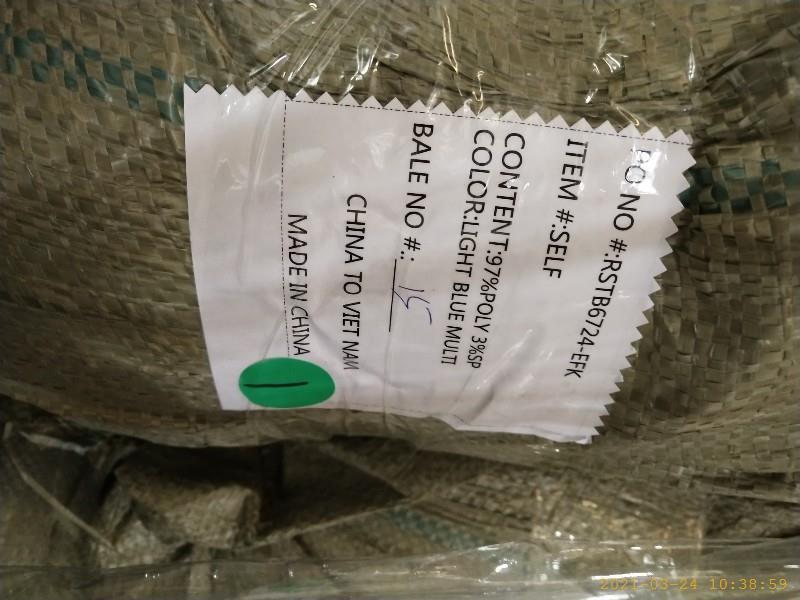 PO NO #:RSTB6724-EFK
ITEM #:SELF
CONTENT:97%POLY 3%SP
COLOR:LIGHT BLUE MULTI
BALE NO #.: 15
CHINA TO VIET NAM
MADE IN CHINA
2021-03-24 10:38:59